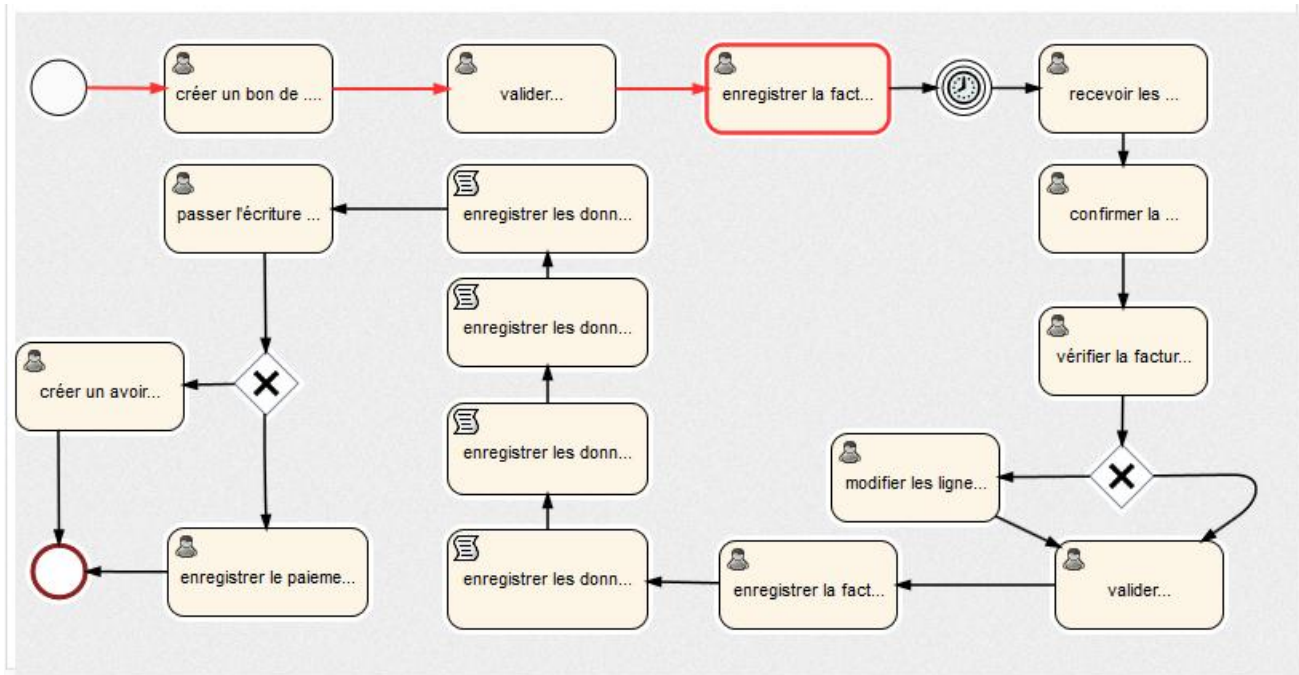 créer un bon de ....
valider...
enregistrer la fact...
recevoir les ...
passer l'écriture ...
enregistrer les donn...
confirmer la ...
enregistrer les donn...
vérifier la factur...
créer un avoir...
enregistrer les donn...
modifier les ligne...
enregistrer le paieme...
enregistrer les donn...
enregistrer la fact...
valider...